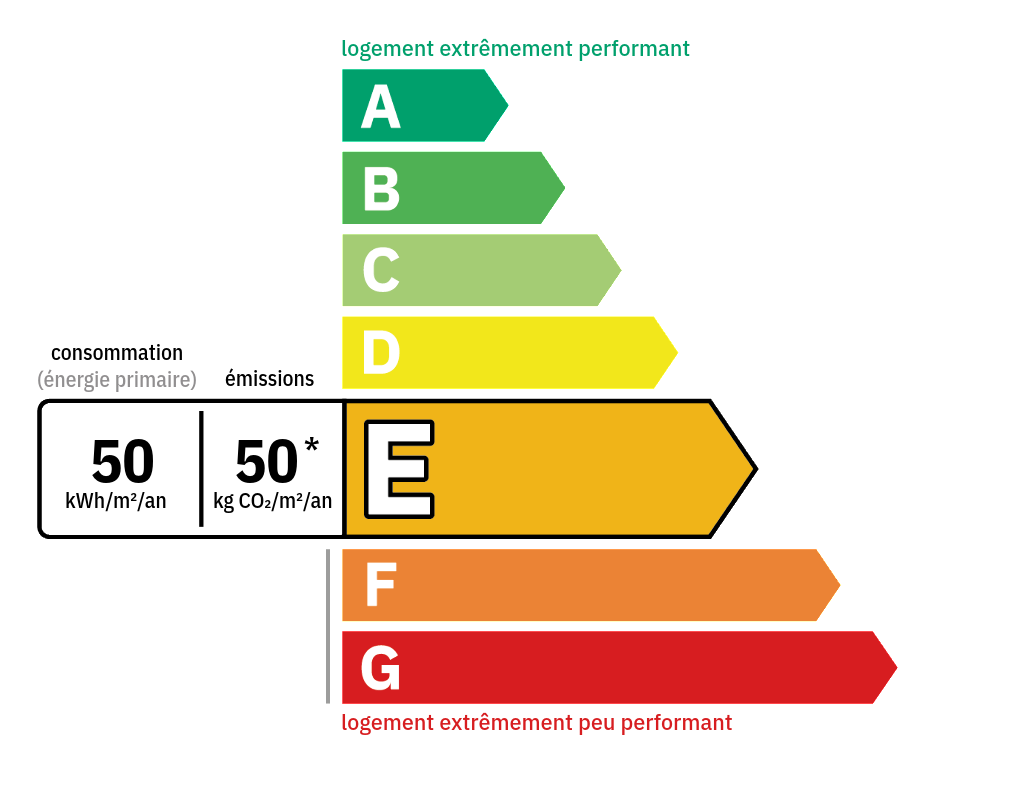 logement extrêmement performant
A
B
C
D
consommation
(énergie primaire)
émissions
50
kWh/m²/an
50*
kg CO₂/m²/an
E
F
G
logement extrêmement peu performant